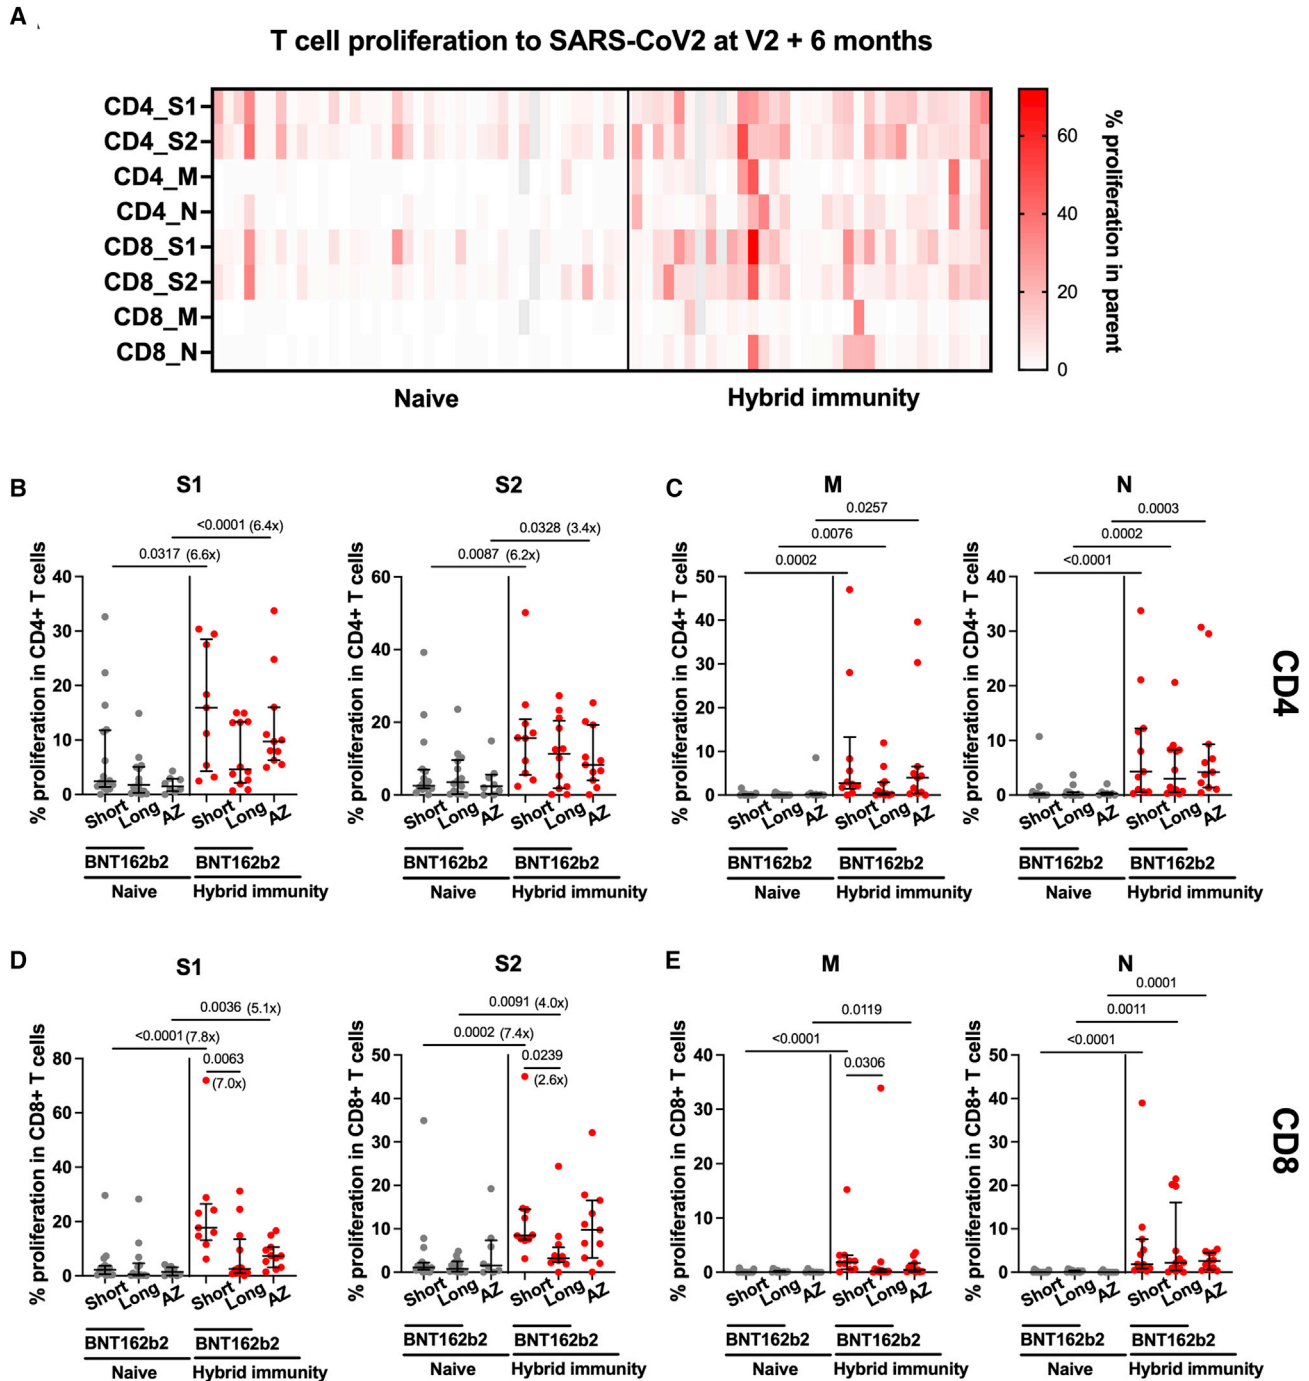 A
T cell proliferation to SARS-CoV2 at V2 + 6 months
CD4_S1
CD4_S2
CD4_M
CD4_N
CD8_S1
CD8_S2
CD8_M
CD8_N
Naive
Hybrid immunity
60
40
20
0
% proliferation in parent
B
S1
<0.0001 (6.4x)
0.0317 (6.6x)
% proliferation in CD4+ T cells
40
30
20
10
0
Short
Long
AZ
Short
Long
AZ
BNT162b2
BNT162b2
Naive
Hybrid immunity
S2
0.0328 (3.4x)
0.0087 (6.2x)
% proliferation in CD4+ T cells
60
40
20
0
Short
Long
AZ
Short
Long
AZ
BNT162b2
BNT162b2
Naive
Hybrid immunity
C
M
0.0257
0.0076
0.0002
% proliferation in CD4+ T cells
50
40
30
20
10
0
Short
Long
AZ
Short
Long
AZ
BNT162b2
BNT162b2
Naive
Hybrid immunity
N
0.0003
0.0002
<0.0001
% proliferation in CD4+ T cells
40
30
20
10
0
Short
Long
AZ
Short
Long
AZ
BNT162b2
BNT162b2
Naive
Hybrid immunity
CD4
D
S1
0.0036 (5.1x)
<0.0001 (7.8x)
0.0063
(7.0x)
% proliferation in CD8+ T cells
80
60
40
20
0
Short
Long
AZ
Short
Long
AZ
BNT162b2
BNT162b2
Naive
Hybrid immunity
S2
0.0091 (4.0x)
0.0002 (7.4x)
0.0239
(2.6x)
% proliferation in CD8+ T cells
50
40
30
20
10
0
Short
Long
AZ
Short
Long
AZ
BNT162b2
BNT162b2
Naive
Hybrid immunity
E
M
0.0119
<0.0001
0.0306
% proliferation in CD8+ T cells
40
30
20
10
0
Short
Long
AZ
Short
Long
AZ
BNT162b2
BNT162b2
Naive
Hybrid immunity
N
0.0001
0.0011
<0.0001
% proliferation in CD8+ T cells
50
40
30
20
10
0
Short
Long
AZ
Short
Long
AZ
BNT162b2
BNT162b2
Naive
Hybrid immunity
CD8